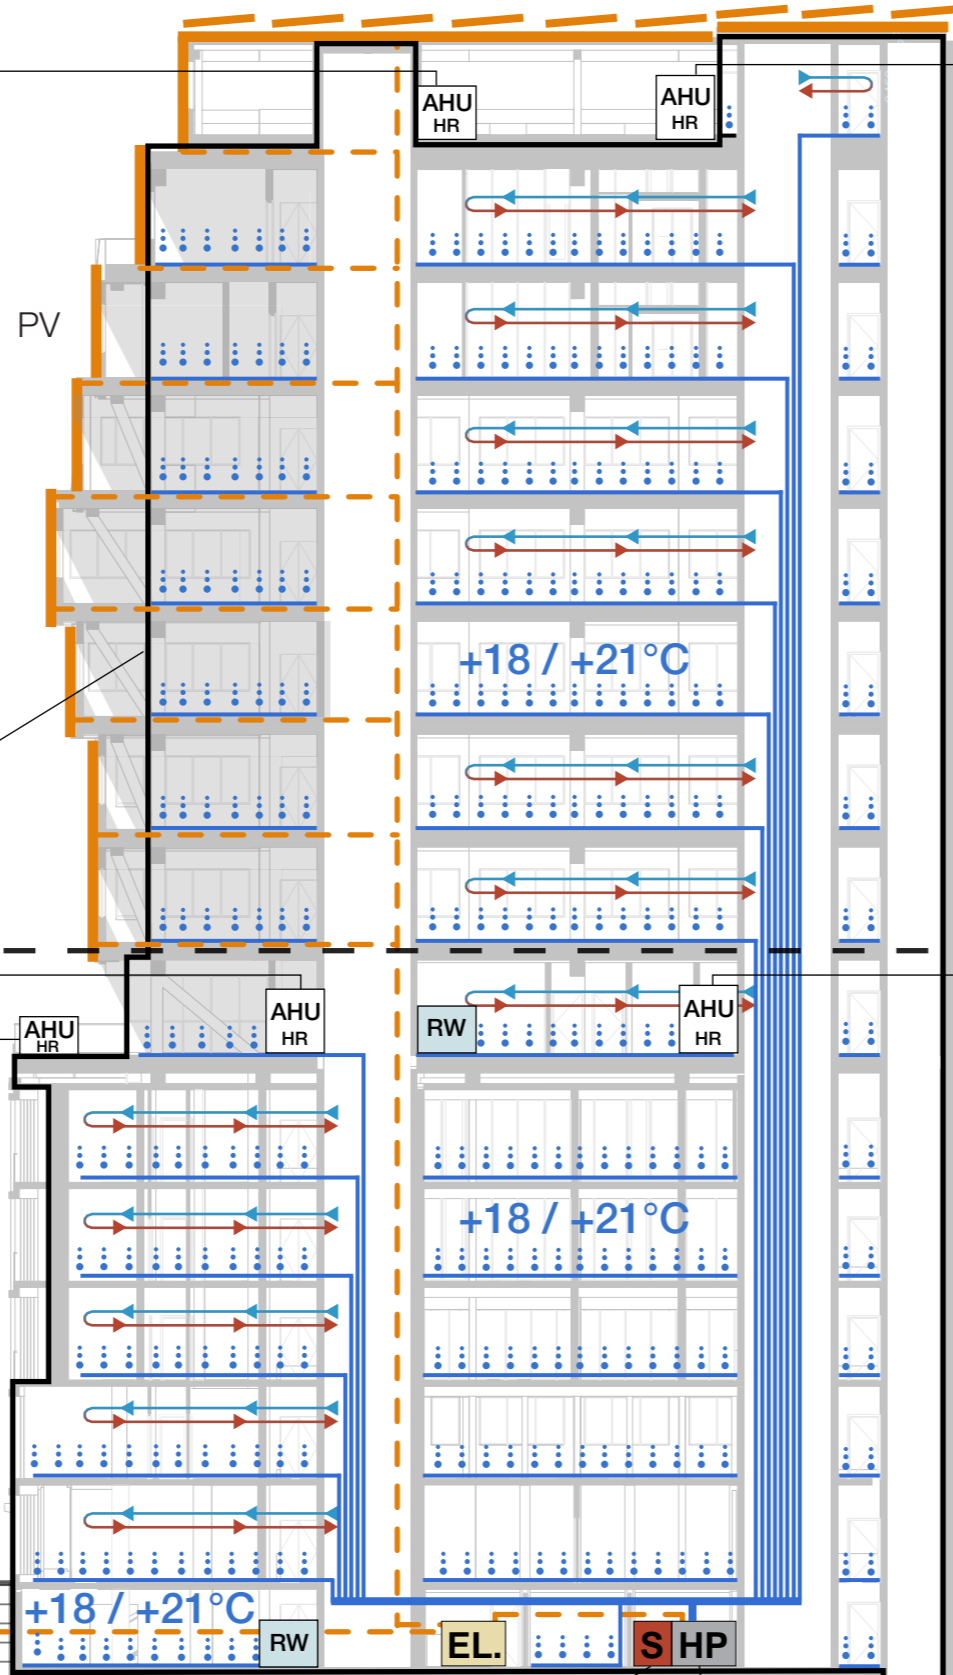 AHU
HR
AHU
HR
PV
+18 / +21°C
AHU
HR
AHU
HR
RW
AHU
HR
+18 / +21°C
+18 / +21°C
RW
EL.
S
HP